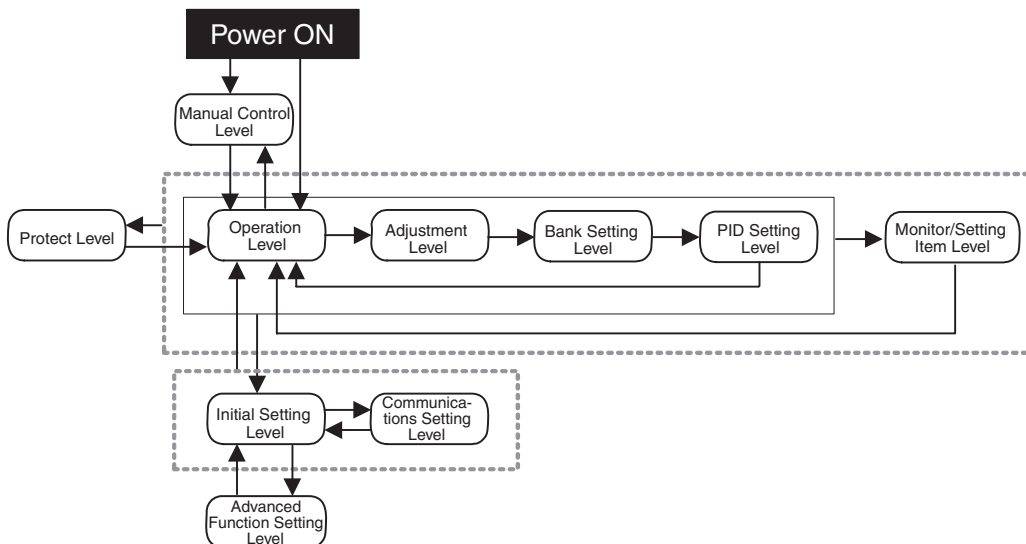 Power ON
Manual Control
Level
Protect Level
Operation
Level
Adjustment
Level
Bank Setting
Level
PID Setting
Level
Monitor/Setting
Item Level
Initial Setting
Level
Communica-
tions Setting
Level
Advanced
Function Setting
Level